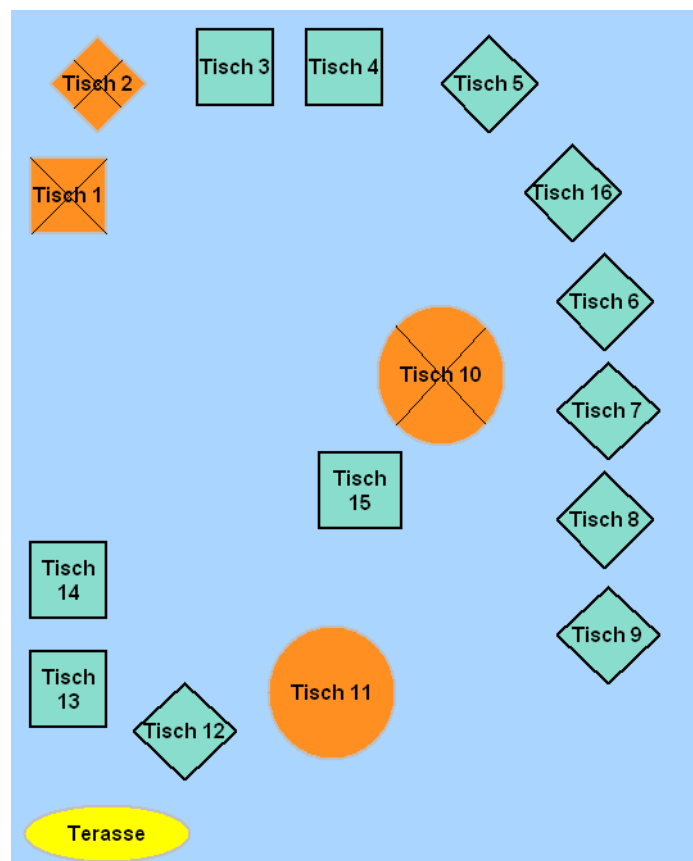 Tisch 2
Tisch 3
Tisch 4
Tisch 5
Tisch 1
Tisch 16
Tisch 6
Tisch 10
Tisch 7
Tisch
15
Tisch 8
Tisch
14
Tisch 9
Tisch
13
Tisch 11
Tisch 12
Terasse